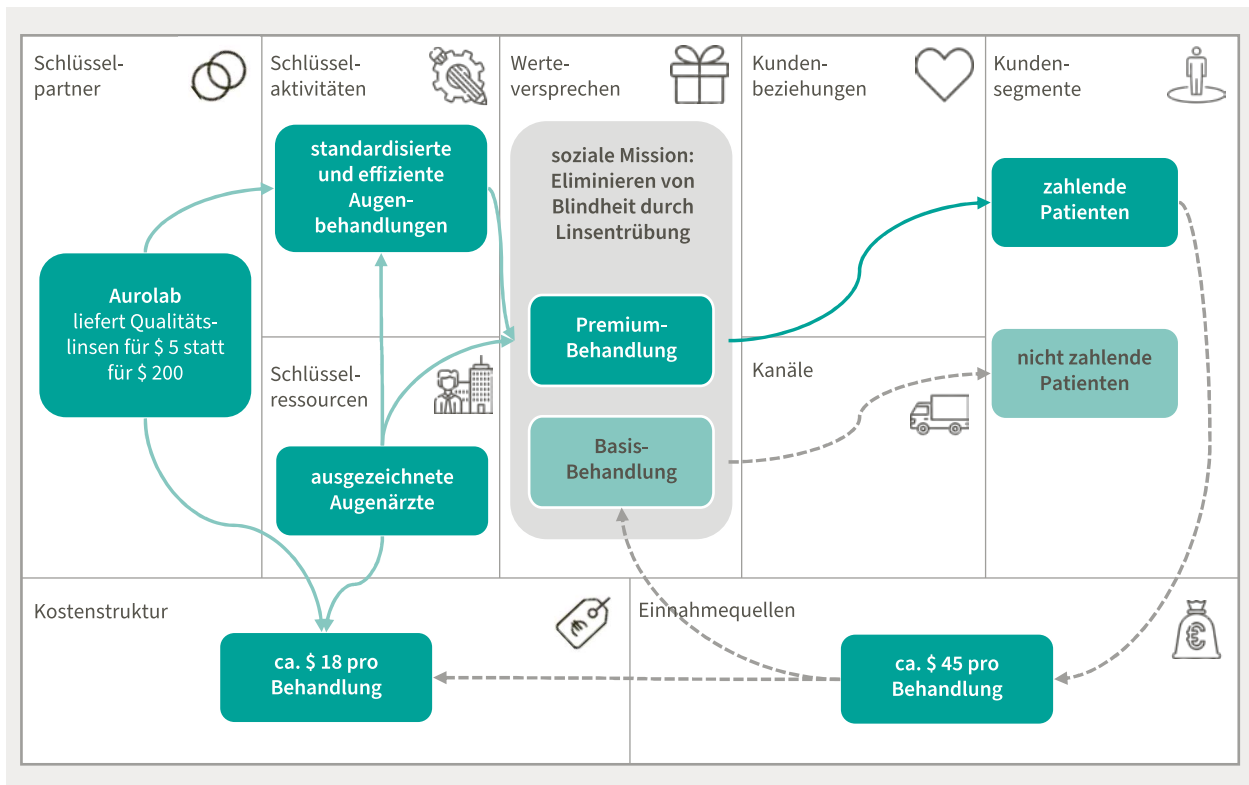 Schlüssel-
partner
Schlüssel-
aktivitäten
Werte-
versprechen
Kunden-
beziehungen
Kunden-
segmente
standardisierte
und effiziente
Augen-
behandlungen
soziale Mission:
Eliminieren von
Blindheit durch
Linsentrübung
zahlende
Patienten
Aurolab
liefert Qualitäts-
linsen für $ 5 statt
für $ 200
Premium-
Behandlung
Schlüssel-
ressourcen
Kanäle
nicht zahlende
Patienten
ausgezeichnete
Augenärzte
Basis-
Behandlung
Kostenstruktur
€
Einnahmequellen
€
ca. $ 18 pro
Behandlung
ca. $ 45 pro
Behandlung